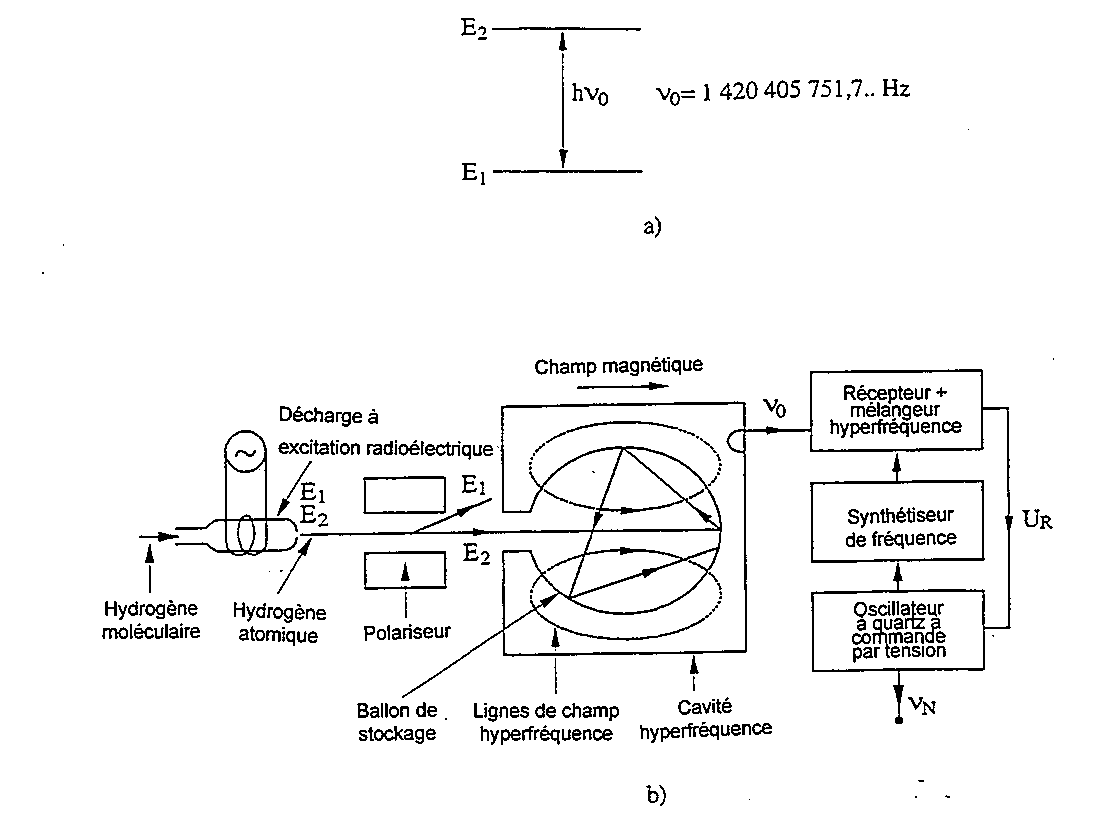 E2
hν0 ν0= 1 420 405 751,7.. Hz
E1
a)
Champ magnétique
Décharge à
excitation radioélectrique
~
E1
E2
E1
E2
ν0
Récepteur +
mélangeur
hyperfréquence
Synthétiseur
de fréquence
UR
Oscillateur
à quartz à
commande
par tension
νN
Hydrogène
moléculaire
Hydrogène
atomique
Polariseur
Ballon de
stockage
Lignes de champ
hyperfréquence
Cavité
hyperfréquence
b)